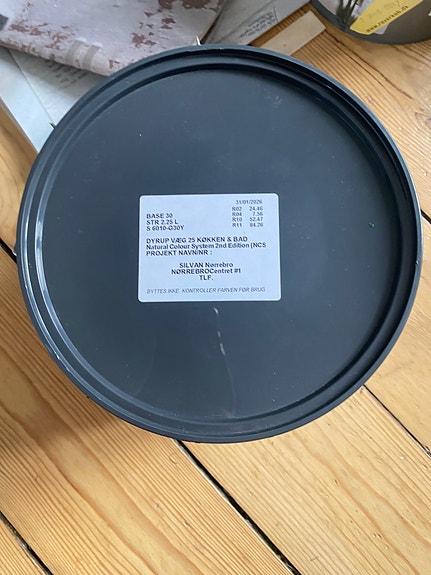 31/01/2026
BASE 30 R02 24.46
STR 2.25 L R04 7.56
S 6010-G30Y R10 52.47
R11 84.26
DYRUP VÆG 25 KØKKEN & BAD
Natural Colour System 2nd Edition [NCS
PROJEKT NAVN/NR :
SILVAN Nørrebro
NØRREBROCentret #1
TLF.
BYTTES IKKE. KONTROLLER FARVEN FØR BRUG